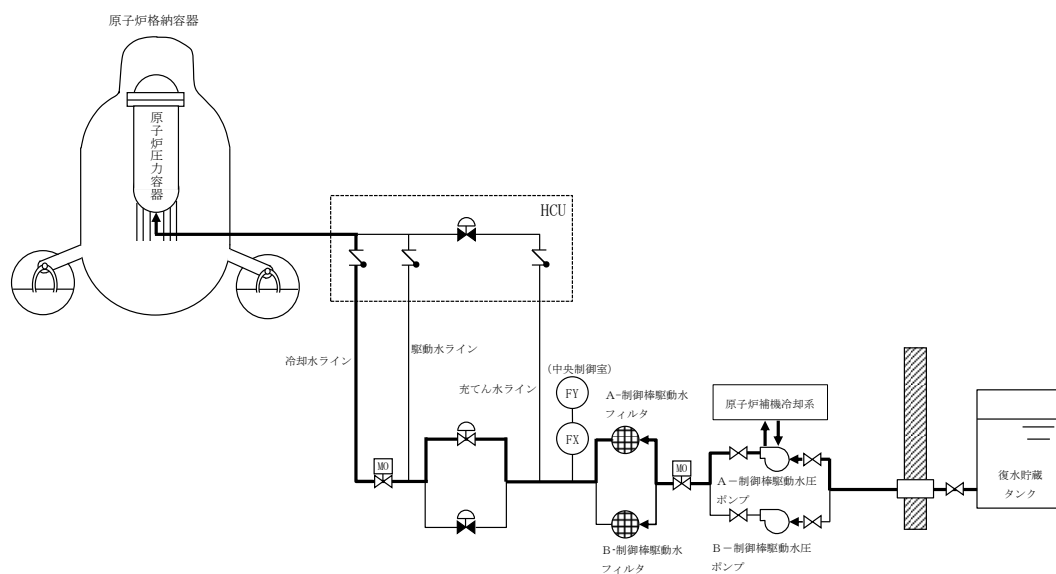 原子炉格納容器
原子炉圧力容器
HCU
冷却水ライン
駆動水ライン
充てん水ライン
(中央制御室)
FY
FX
A-制御棒駆動水
フィルタ
B-制御棒駆動水
フィルタ
MO
MO
原子炉補機冷却系
A－制御棒駆動水圧
ポンプ
B－制御棒駆動水圧
ポンプ
復水貯蔵
タンク